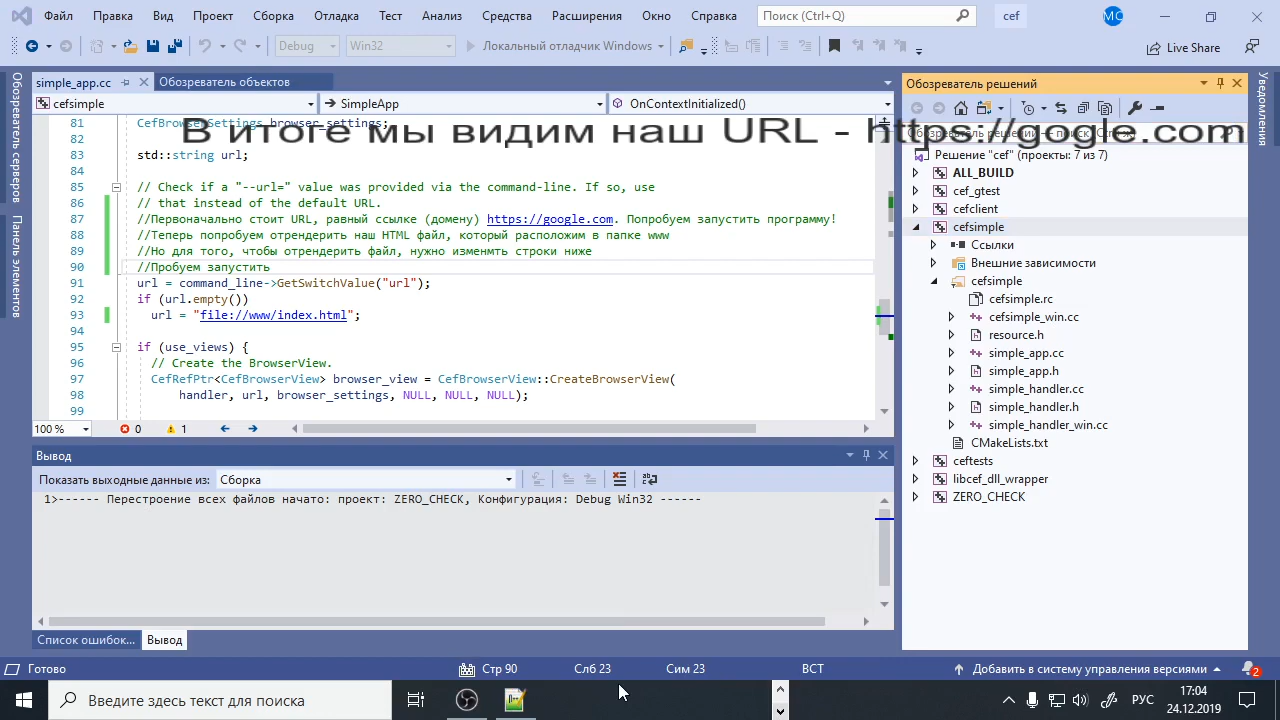 Файл Правка Вид Проект Сборка Отладка Тест Анализ Средства Расширения Окно Справка Поиск (Ctrl+Q) cef МС
Debug Win32 Локальный отладчик Windows Live Share
simple_app.cc Обозреватель объектов
cefsimple SimpleApp OnContextInitialized()
В итоге мы видим наш URL - https://gogle.com
81 CefBrowserSettings browser_settings;
82
83 std::string url;
84
85 // Check if a "--url=" value was provided via the command-line. If so, use
86 // that instead of the default URL.
87 //Первоначально стоит URL, равный ссылке (домену) https://google.com. Попробуем запустить программу!
88 //Теперь попробуем отрендерить наш HTML файл, который расположим в папке www
89 //Но для того, чтобы отрендерить файл, нужно изменмть строки ниже
90 //Пробуем запустить
91 url = command_line->GetSwitchValue("url");
92 if (url.empty())
93 url = "file://www/index.html";
94
95 if (use_views) {
96 // Create the BrowserView.
97 CefRefPtr<CefBrowserView> browser_view = CefBrowserView::CreateBrowserView(
98 handler, url, browser_settings, NULL, NULL, NULL);
99
100 % 0 1
Вывод
Показать выходные данные из: Сборка
1>------ Перестроение всех файлов начато: проект: ZERO_CHECK, Конфигурация: Debug Win32 ------
Список ошибок... Вывод
Обозреватель серверов
Панель элементов
Обозреватель решений
Решение "cef" (проекты: 7 из 7)
ALL_BUILD
cef_gtest
cefclient
cefsimple
Ссылки
Внешние зависимости
cefsimple
cefsimple.rc
cefsimple_win.cc
resource.h
simple_app.cc
simple_app.h
simple_handler.cc
simple_handler.h
simple_handler_win.cc
CMakeLists.txt
ceftests
libcef_dll_wrapper
ZERO_CHECK
Уведомления
Готово Стр 90 Слб 23 Сим 23 ВСТ Добавить в систему управления версиями 2
Введите здесь текст для поиска РУС 17:04
24.12.2019